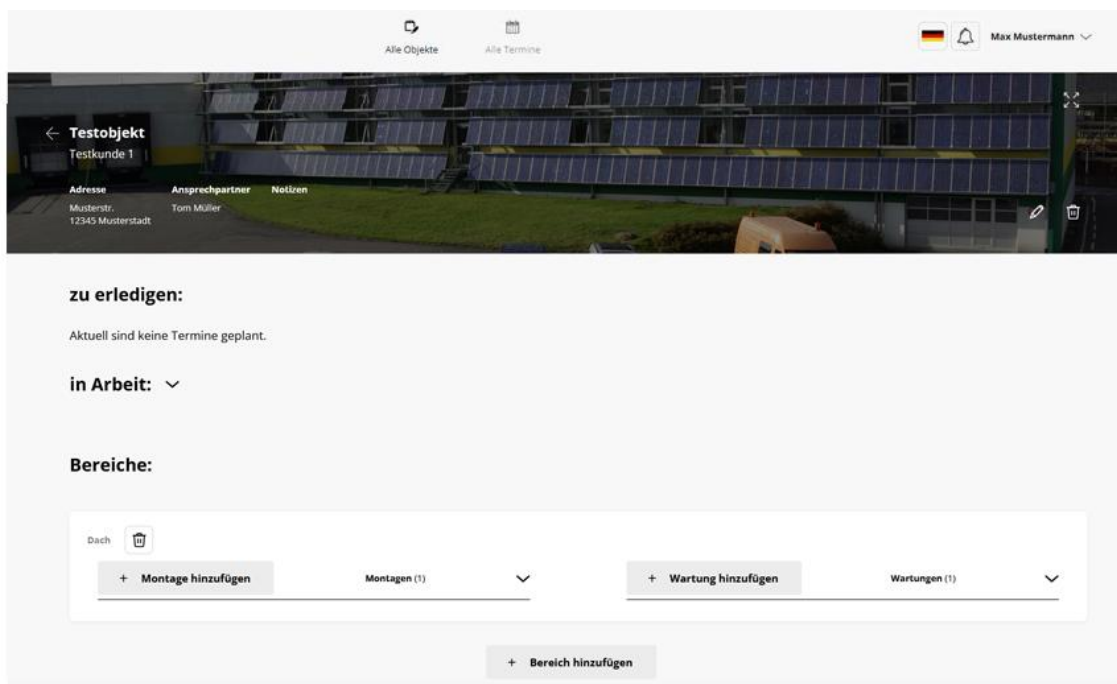 Alle Objekte
Alle Termine
Max Mustermann
Testobjekt
Testkunde 1
Adresse
Ansprechpartner
Notizen
Musterstr.
Tom Müller
12345 Musterstadt
zu erledigen:
Aktuell sind keine Termine geplant.
in Arbeit:
Bereiche:
Dach
+ Montage hinzufügen
Montagen (1)
+ Wartung hinzufügen
Wartungen (1)
+ Bereich hinzufügen